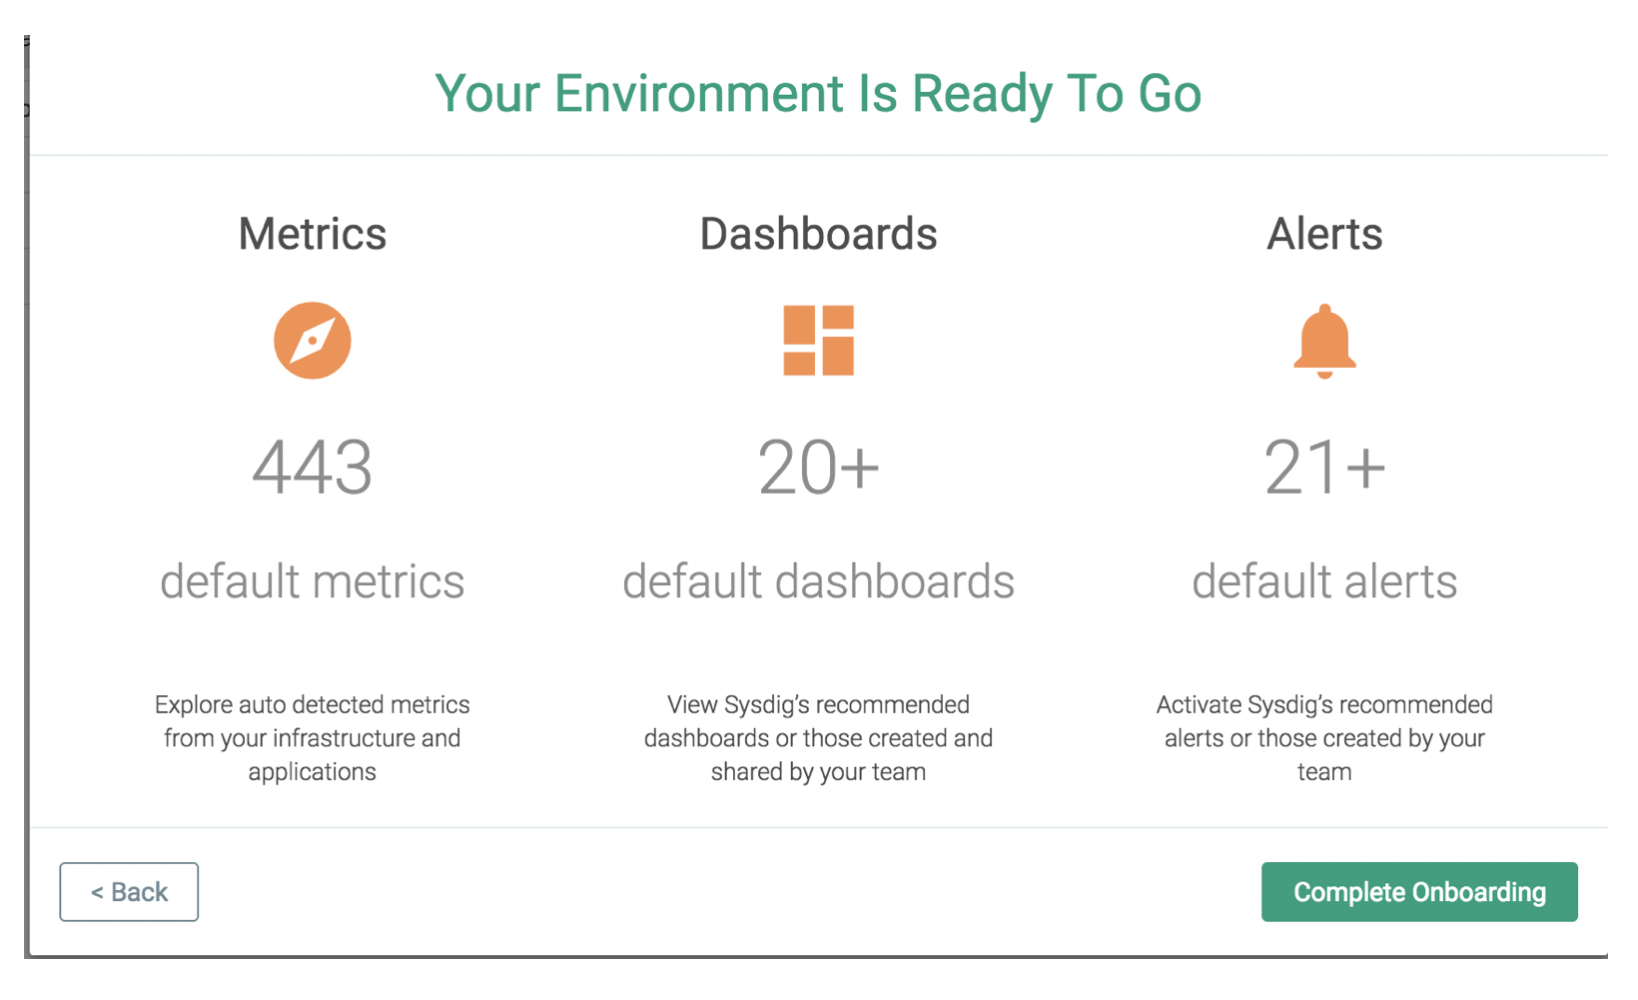 Your Environment Is Ready To Go
Metrics
443
default metrics
Explore auto detected metrics
from your infrastructure and
applications
Dashboards
20+
default dashboards
View Sysdig's recommended
dashboards or those created and
shared by your team
Alerts
21+
default alerts
Activate Sysdig's recommended
alerts or those created by your
team
< Back
Complete Onboarding